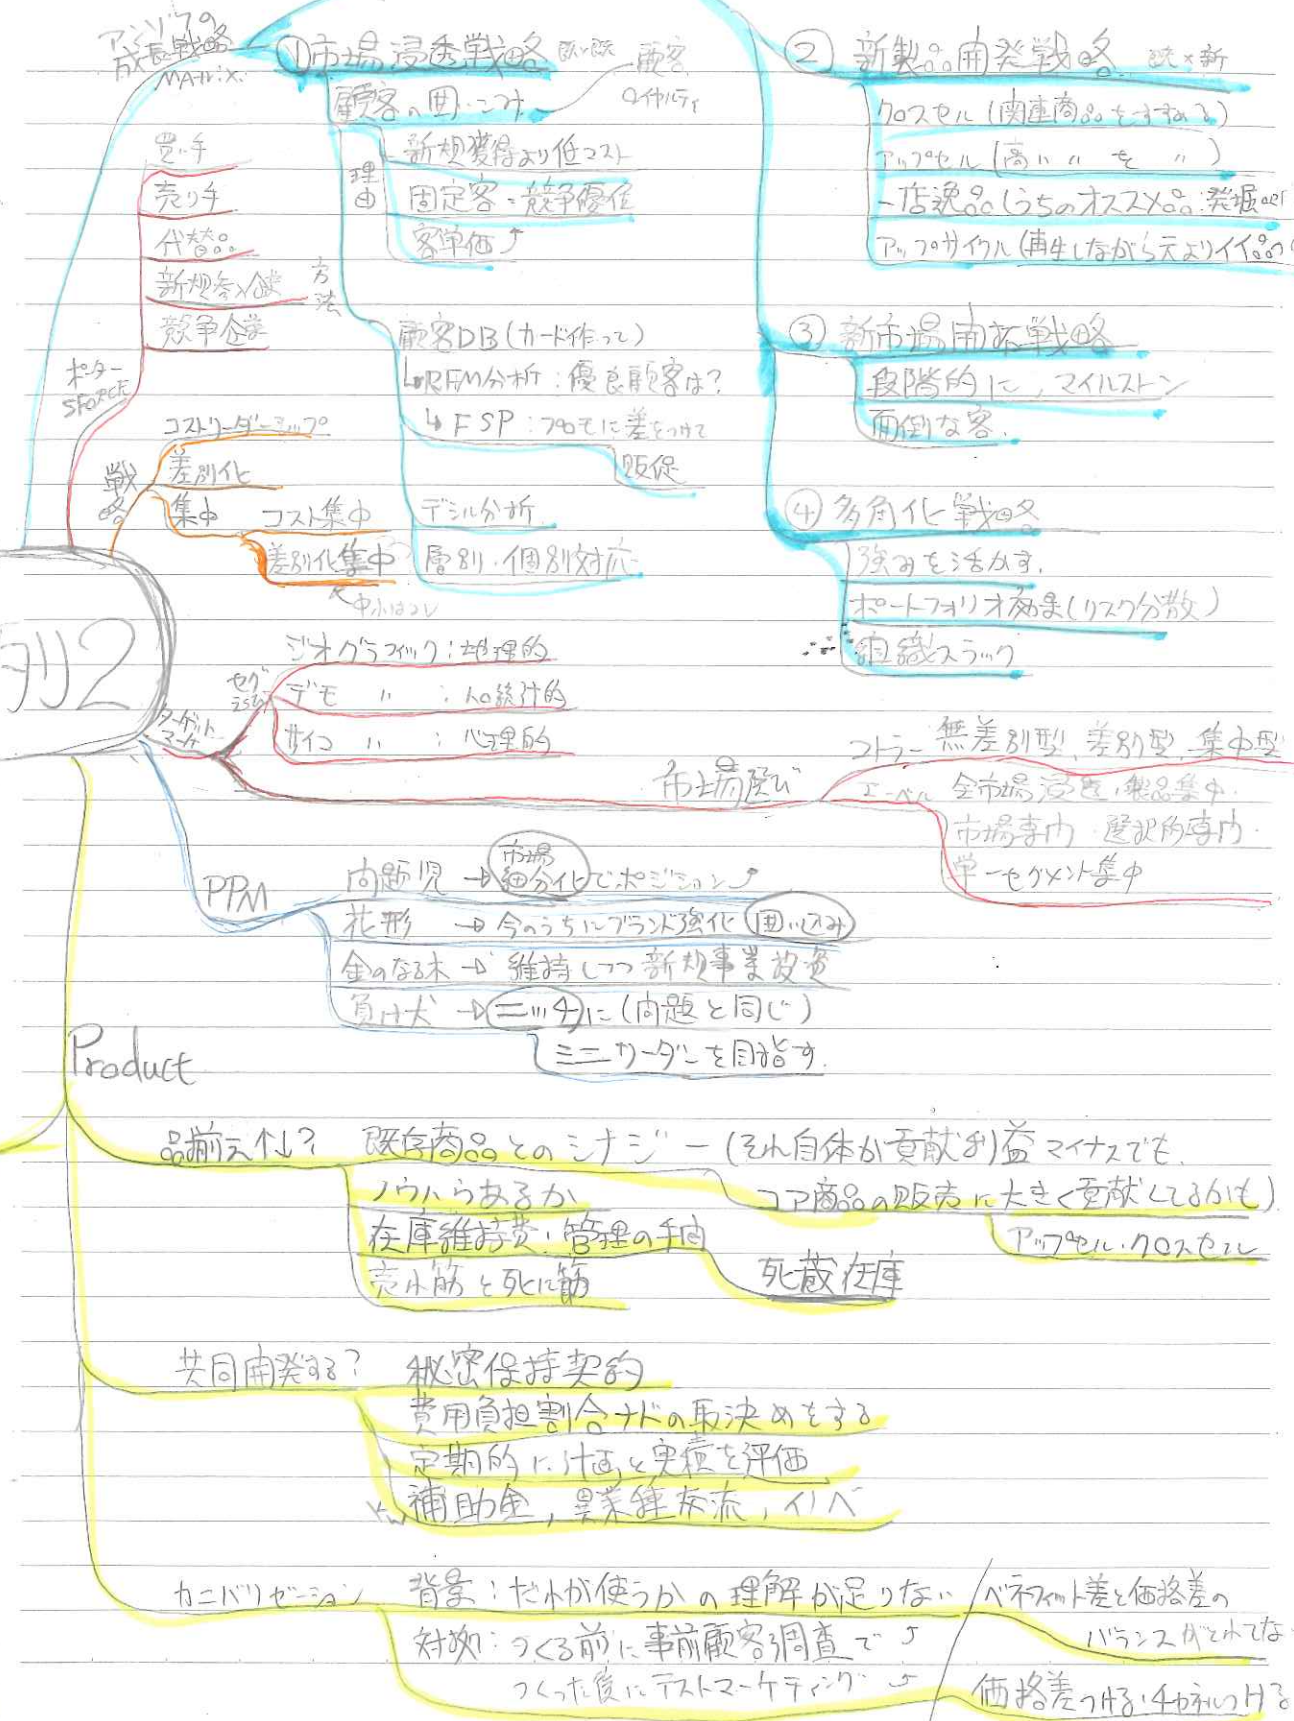 アンゾフの
成長戦略
MATrix.
①市場浸透戦略 既×既
顧客
ロイヤルティ
顧客の囲いこみ
理由
新規獲得より低コスト
固定客=競争優位
客単価↑
方法
顧客DB(カード作って)
↳RFM分析:優良顧客は?
↳FSP:プロモに差をつけて
販促
デシル分析
層別・個別対応
② 新製品開発戦略 既×新
クロスセル(関連商品をすすめる)
アップセル(高〃〃を〃)
一店逸品(うちのオススメ品:発掘
アップサイクル(再生しながら元よりイイ品
③ 新市場開拓戦略
段階的に,マイルストン
面倒な客.
④ 多角化戦略
強みを活かす.
ポートフォリオ効果(リスク分散)
組織スラック
ポーター
5FORCE
買い手
売り手
代替品
新規参入企業
競争企業
戦略
コストリーダーシップ
差別化
集中
コスト集中
差別化集中
中小はコレ
タリ2
ターゲット
マーケ
ジオグラフィック:地理的
デモ 〃 :人口統計的
サイコ 〃 :心理的
市場選び
コトラー 無差別型、差別型、集中型
エーベル 全市場浸透・製品集中.
市場専門・選択的専門.
単一セグメント集中
PPM
問題児 → 市場細分化でポジション↑
花形 → 今のうちにブランド強化 囲い込み
金のなる木 → 維持しつつ新規事業投資
負け犬 → ニッチに(問題と同じ)
ミニリーダーを目指す.
Product
品揃え↑↓?
既存商品とのシナジー(それ自体が貢献利益マイナスでも、
コア商品の販売に大きく貢献してるかも)
アップセル・クロスセル
ノウハウあるか
在庫維持費・管理の手間
死蔵在庫
売れ筋と死に筋
共同開発する?
秘密保持契約
費用負担割合ナドの取決めをする
定期的に計画と実績を評価
補助金,異業種交流,イベ
カニバリゼーション
背景:だれが使うかの理解が足りない
ベネフィット差と価格差の
バランスがとれてな
対処:つくる前に事前顧客調査で↑
つくった後にテストマーケティング↑
価格差つける・チャネルつける